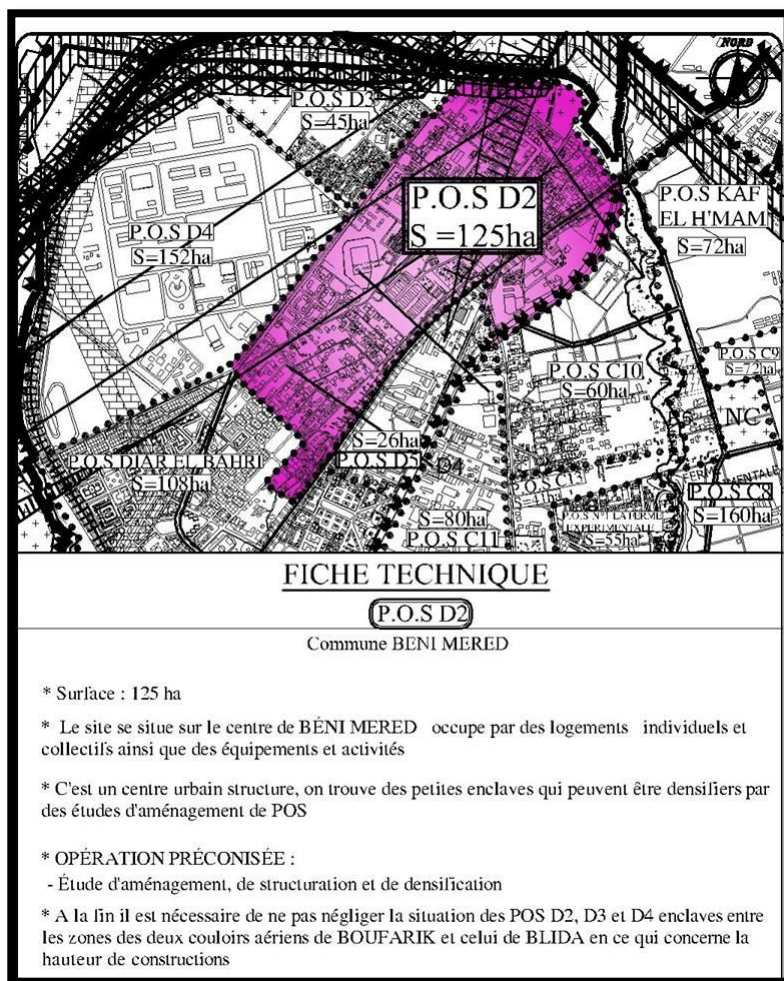 NORD
P.O.S D3
S=45ha
P.O.S D2
S =125ha
P.O.S KAF
EL H'MAM
S=72ha
P.O.S D4
S=152ha
P.O.S C9
S=72ha
P.O.S C10
S=60ha
NC
S=26ha
P.O.S D5
D4
P.O.S DIAR EL BAHRI
S=108ha
S=11ha
P.O.S C8
S=160ha
S=80ha
P.O.S C11
EXPERIMENTALE
S=55ha
FICHE TECHNIQUE
P.O.S D2
Commune BENI MERED
* Surface : 125 ha
* Le site se situe sur le centre de BÉNI MERED occupe par des logements individuels et
collectifs ainsi que des équipements et activités
* C'est un centre urbain structure, on trouve des petites enclaves qui peuvent être densifiers par
des études d'aménagement de POS
* OPÉRATION PRÉCONISÉE :
- Étude d'aménagement, de structuration et de densification
* A la fin il est nécessaire de ne pas négliger la situation des POS D2, D3 et D4 enclaves entre
les zones des deux couloirs aériens de BOUFARIK et celui de BLIDA en ce qui concerne la
hauteur de constructions